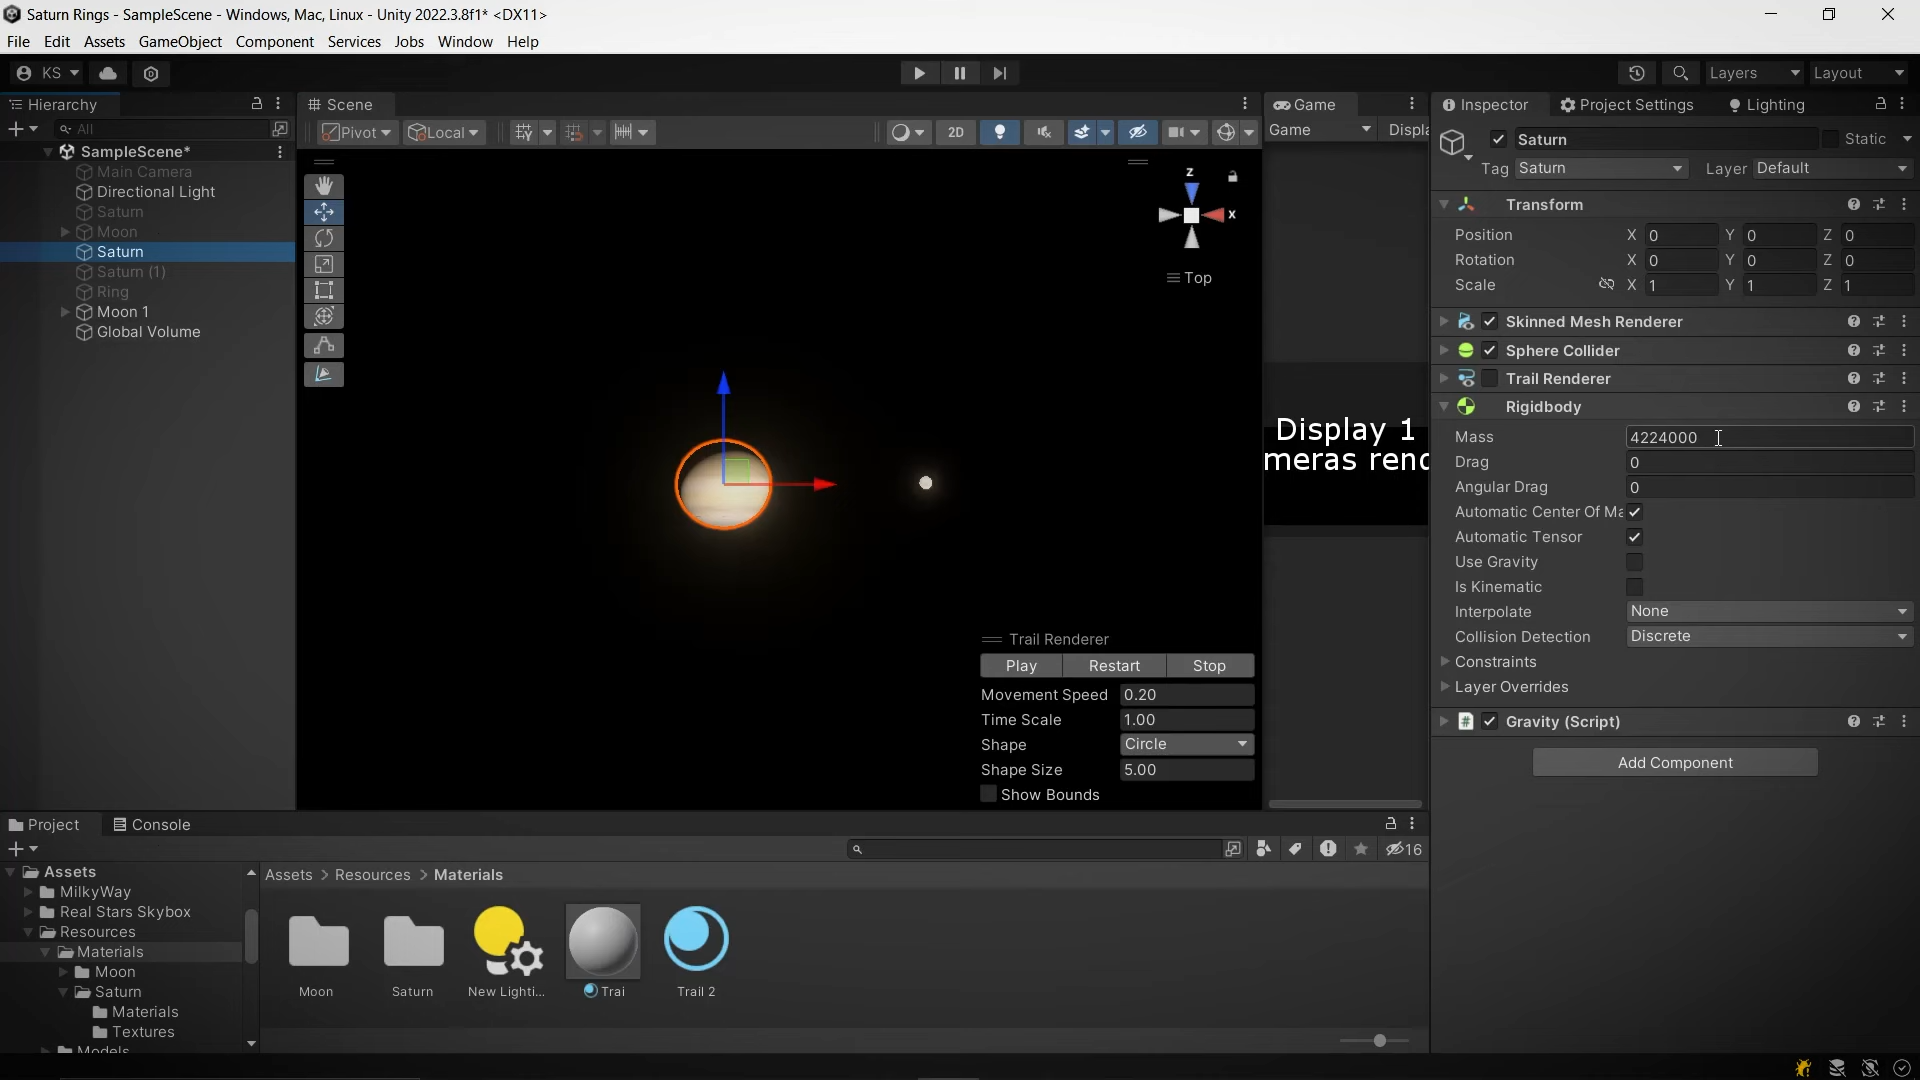 Saturn Rings - SampleScene - Windows, Mac, Linux - Unity 2022.3.8f1* <DX11>
File Edit Assets GameObject Component Services Jobs Window Help
KS Layers Layout
Hierarchy
All
SampleScene*
Main Camera
Directional Light
Saturn
Moon
Saturn
Saturn (1)
Ring
Moon 1
Global Volume
Scene
Pivot Local 2D
z
x
Top
Trail Renderer
Play Restart Stop
Movement Speed 0.20
Time Scale 1.00
Shape Circle
Shape Size 5.00
Show Bounds
Game
Game Displa
Display 1
meras renc
Inspector Project Settings Lighting
Saturn Static
Tag Saturn Layer Default
Transform
Position X 0 Y 0 Z 0
Rotation X 0 Y 0 Z 0
Scale X 1 Y 1 Z 1
Skinned Mesh Renderer
Sphere Collider
Trail Renderer
Rigidbody
Mass 4224000
Drag 0
Angular Drag 0
Automatic Center Of Ma
Automatic Tensor
Use Gravity
Is Kinematic
Interpolate None
Collision Detection Discrete
Constraints
Layer Overrides
# Gravity (Script)
Add Component
Project Console
16
Assets
MilkyWay
Real Stars Skybox
Resources
Materials
Moon
Saturn
Materials
Textures
Models
Assets > Resources > Materials
Moon Saturn New Lighti... Trai Trail 2